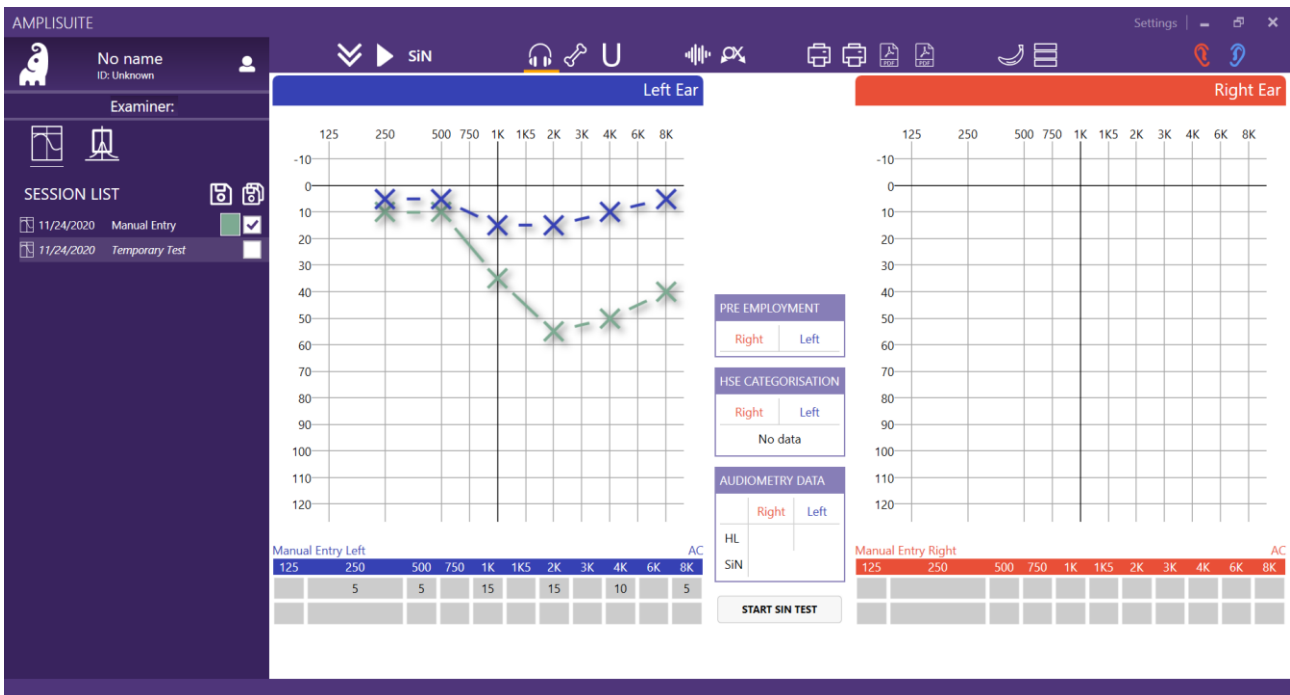 AMPLISUITE
Settings
No name
ID: Unknown
Examiner:
SESSION LIST
11/24/2020 Manual Entry
11/24/2020 Temporary Test
SiN
PDF PDF
Left Ear
125 250 500 750 1K 1K5 2K 3K 4K 6K 8K
-10
0
10
20
30
40
50
60
70
80
90
100
110
120
Manual Entry Left AC
125 250 500 750 1K 1K5 2K 3K 4K 6K 8K
5 5 15 15 10 5
PRE EMPLOYMENT
Right Left
HSE CATEGORISATION
Right Left
No data
AUDIOMETRY DATA
Right Left
HL
SiN
START SIN TEST
Right Ear
125 250 500 750 1K 1K5 2K 3K 4K 6K 8K
-10
0
10
20
30
40
50
60
70
80
90
100
110
120
Manual Entry Right AC
125 250 500 750 1K 1K5 2K 3K 4K 6K 8K